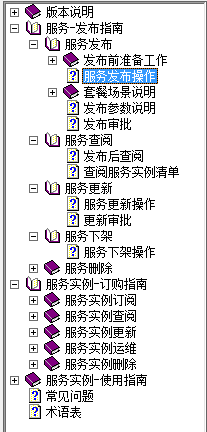 版本说明
服务-发布指南
服务发布
发布前准备工作
服务发布操作
套餐场景说明
发布参数说明
发布审批
服务查阅
发布后查阅
查阅服务实例清单
服务更新
服务更新操作
更新审批
服务下架
服务下架操作
服务删除
服务实例-订购指南
服务实例订阅
服务实例查阅
服务实例更新
服务实例运维
服务实例删除
服务实例-使用指南
常见问题
术语表